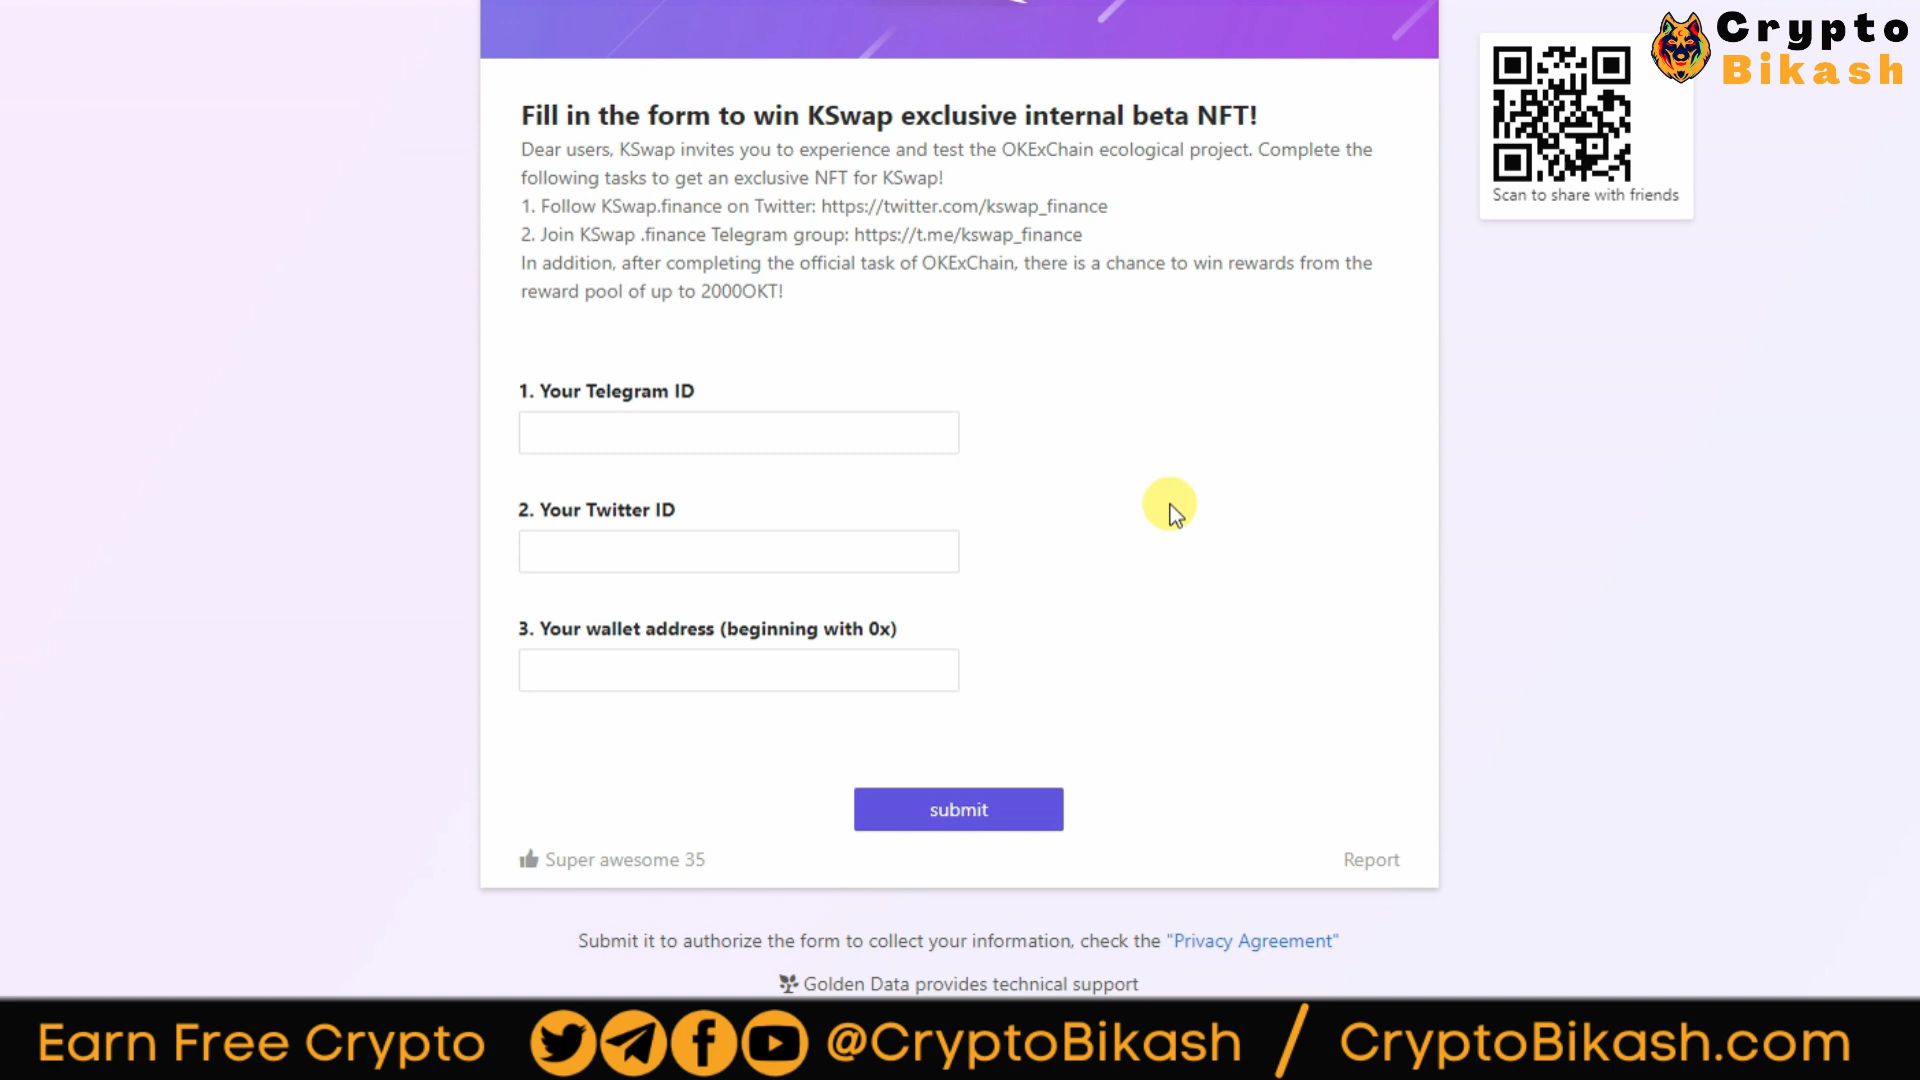 Crypto
Bikash
Scan to share with friends
Fill in the form to win KSwap exclusive internal beta NFT!
Dear users, KSwap invites you to experience and test the OKExChain ecological project. Complete the
following tasks to get an exclusive NFT for KSwap!
1. Follow KSwap.finance on Twitter: https://twitter.com/kswap_finance
2. Join KSwap .finance Telegram group: https://t.me/kswap_finance
In addition, after completing the official task of OKExChain, there is a chance to win rewards from the
reward pool of up to 2000OKT!
1. Your Telegram ID
2. Your Twitter ID
3. Your wallet address (beginning with 0x)
submit
Super awesome 35
Report
Submit it to authorize the form to collect your information, check the "Privacy Agreement"
Golden Data provides technical support
Earn Free Crypto @CryptoBikash / CryptoBikash.com